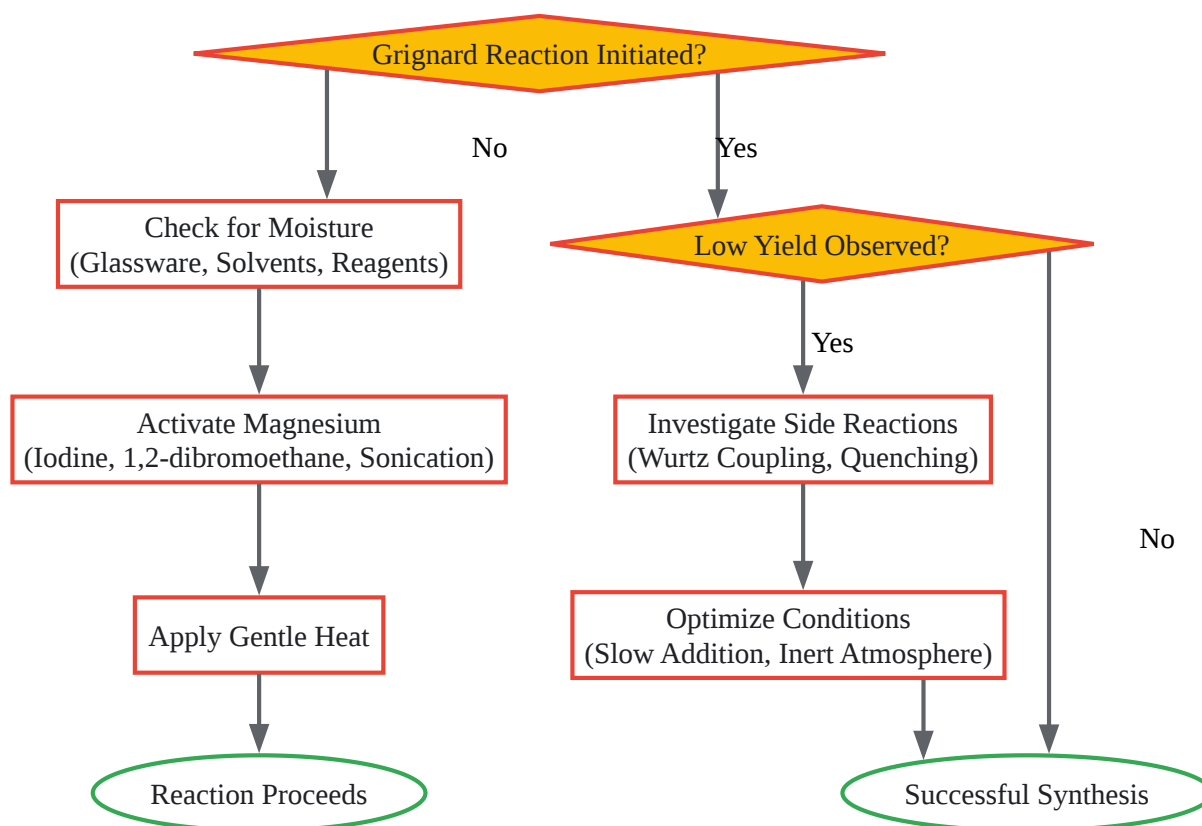 Grignard Reaction Initiated?
No
Yes
Check for Moisture
(Glassware, Solvents, Reagents)
Low Yield Observed?
Yes
Activate Magnesium
(Iodine, 1,2-dibromoethane, Sonication)
Investigate Side Reactions
(Wurtz Coupling, Quenching)
No
Apply Gentle Heat
Optimize Conditions
(Slow Addition, Inert Atmosphere)
Reaction Proceeds
Successful Synthesis